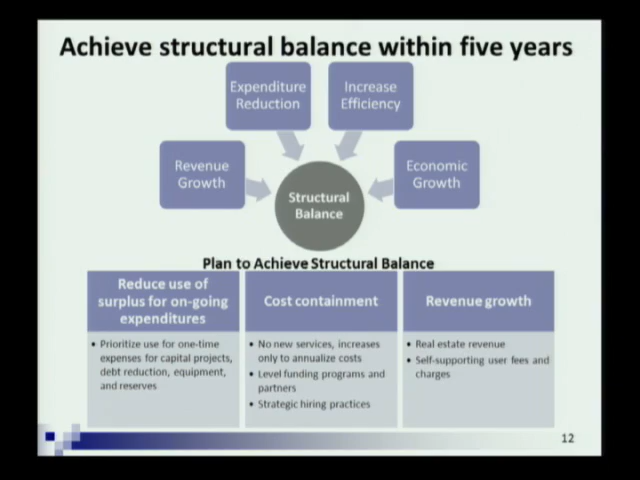 Achieve structural balance within five years
Expenditure
Reduction
Increase
Efficiency
Revenue
Growth
Economic
Growth
Structural
Balance
Plan to Achieve Structural Balance
Reduce use of
surplus for on-going
expenditures
• Prioritize use for one-time
expenses for capital projects,
debt reduction, equipment,
and reserves
Cost containment
• No new services, increases
only to annualize costs
• Level funding programs and
partners
• Strategic hiring practices
Revenue growth
• Real estate revenue
• Self-supporting user fees and
charges
12